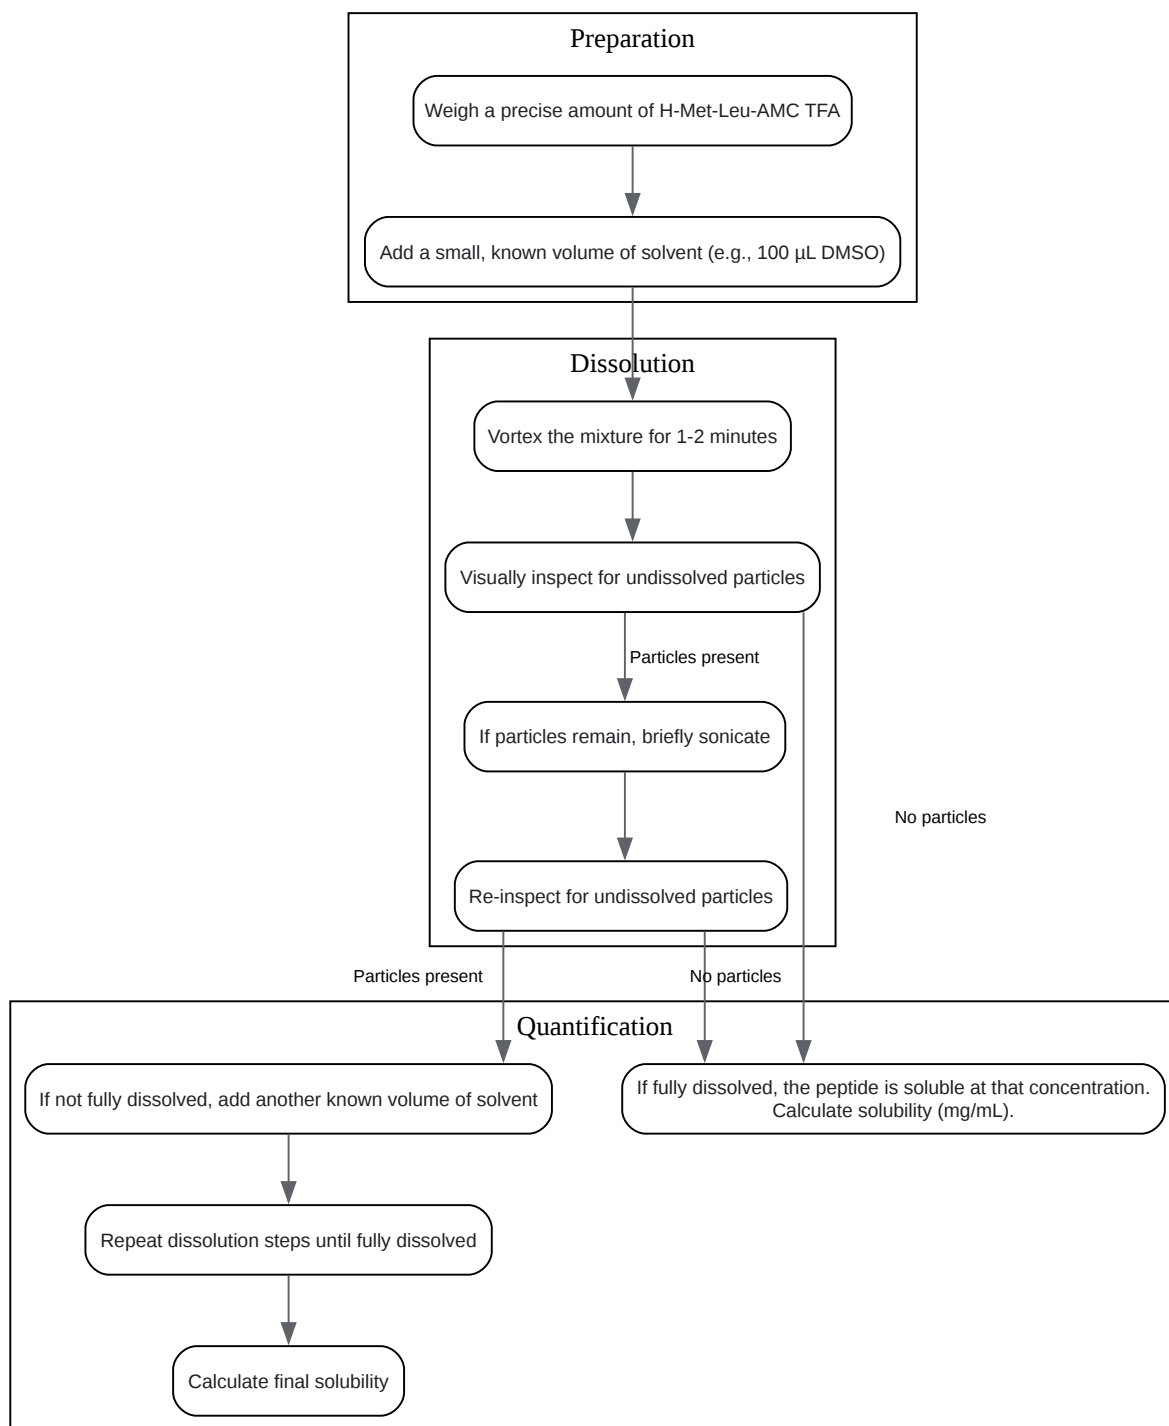 Preparation
Weigh a precise amount of H-Met-Leu-AMC TFA
Add a small, known volume of solvent (e.g., 100 µL DMSO)
Dissolution
Vortex the mixture for 1-2 minutes
Visually inspect for undissolved particles
Particles present
If particles remain, briefly sonicate
No particles
Re-inspect for undissolved particles
Particles present
No particles
Quantification
If not fully dissolved, add another known volume of solvent
If fully dissolved, the peptide is soluble at that concentration.
Calculate solubility (mg/mL).
Repeat dissolution steps until fully dissolved
Calculate final solubility